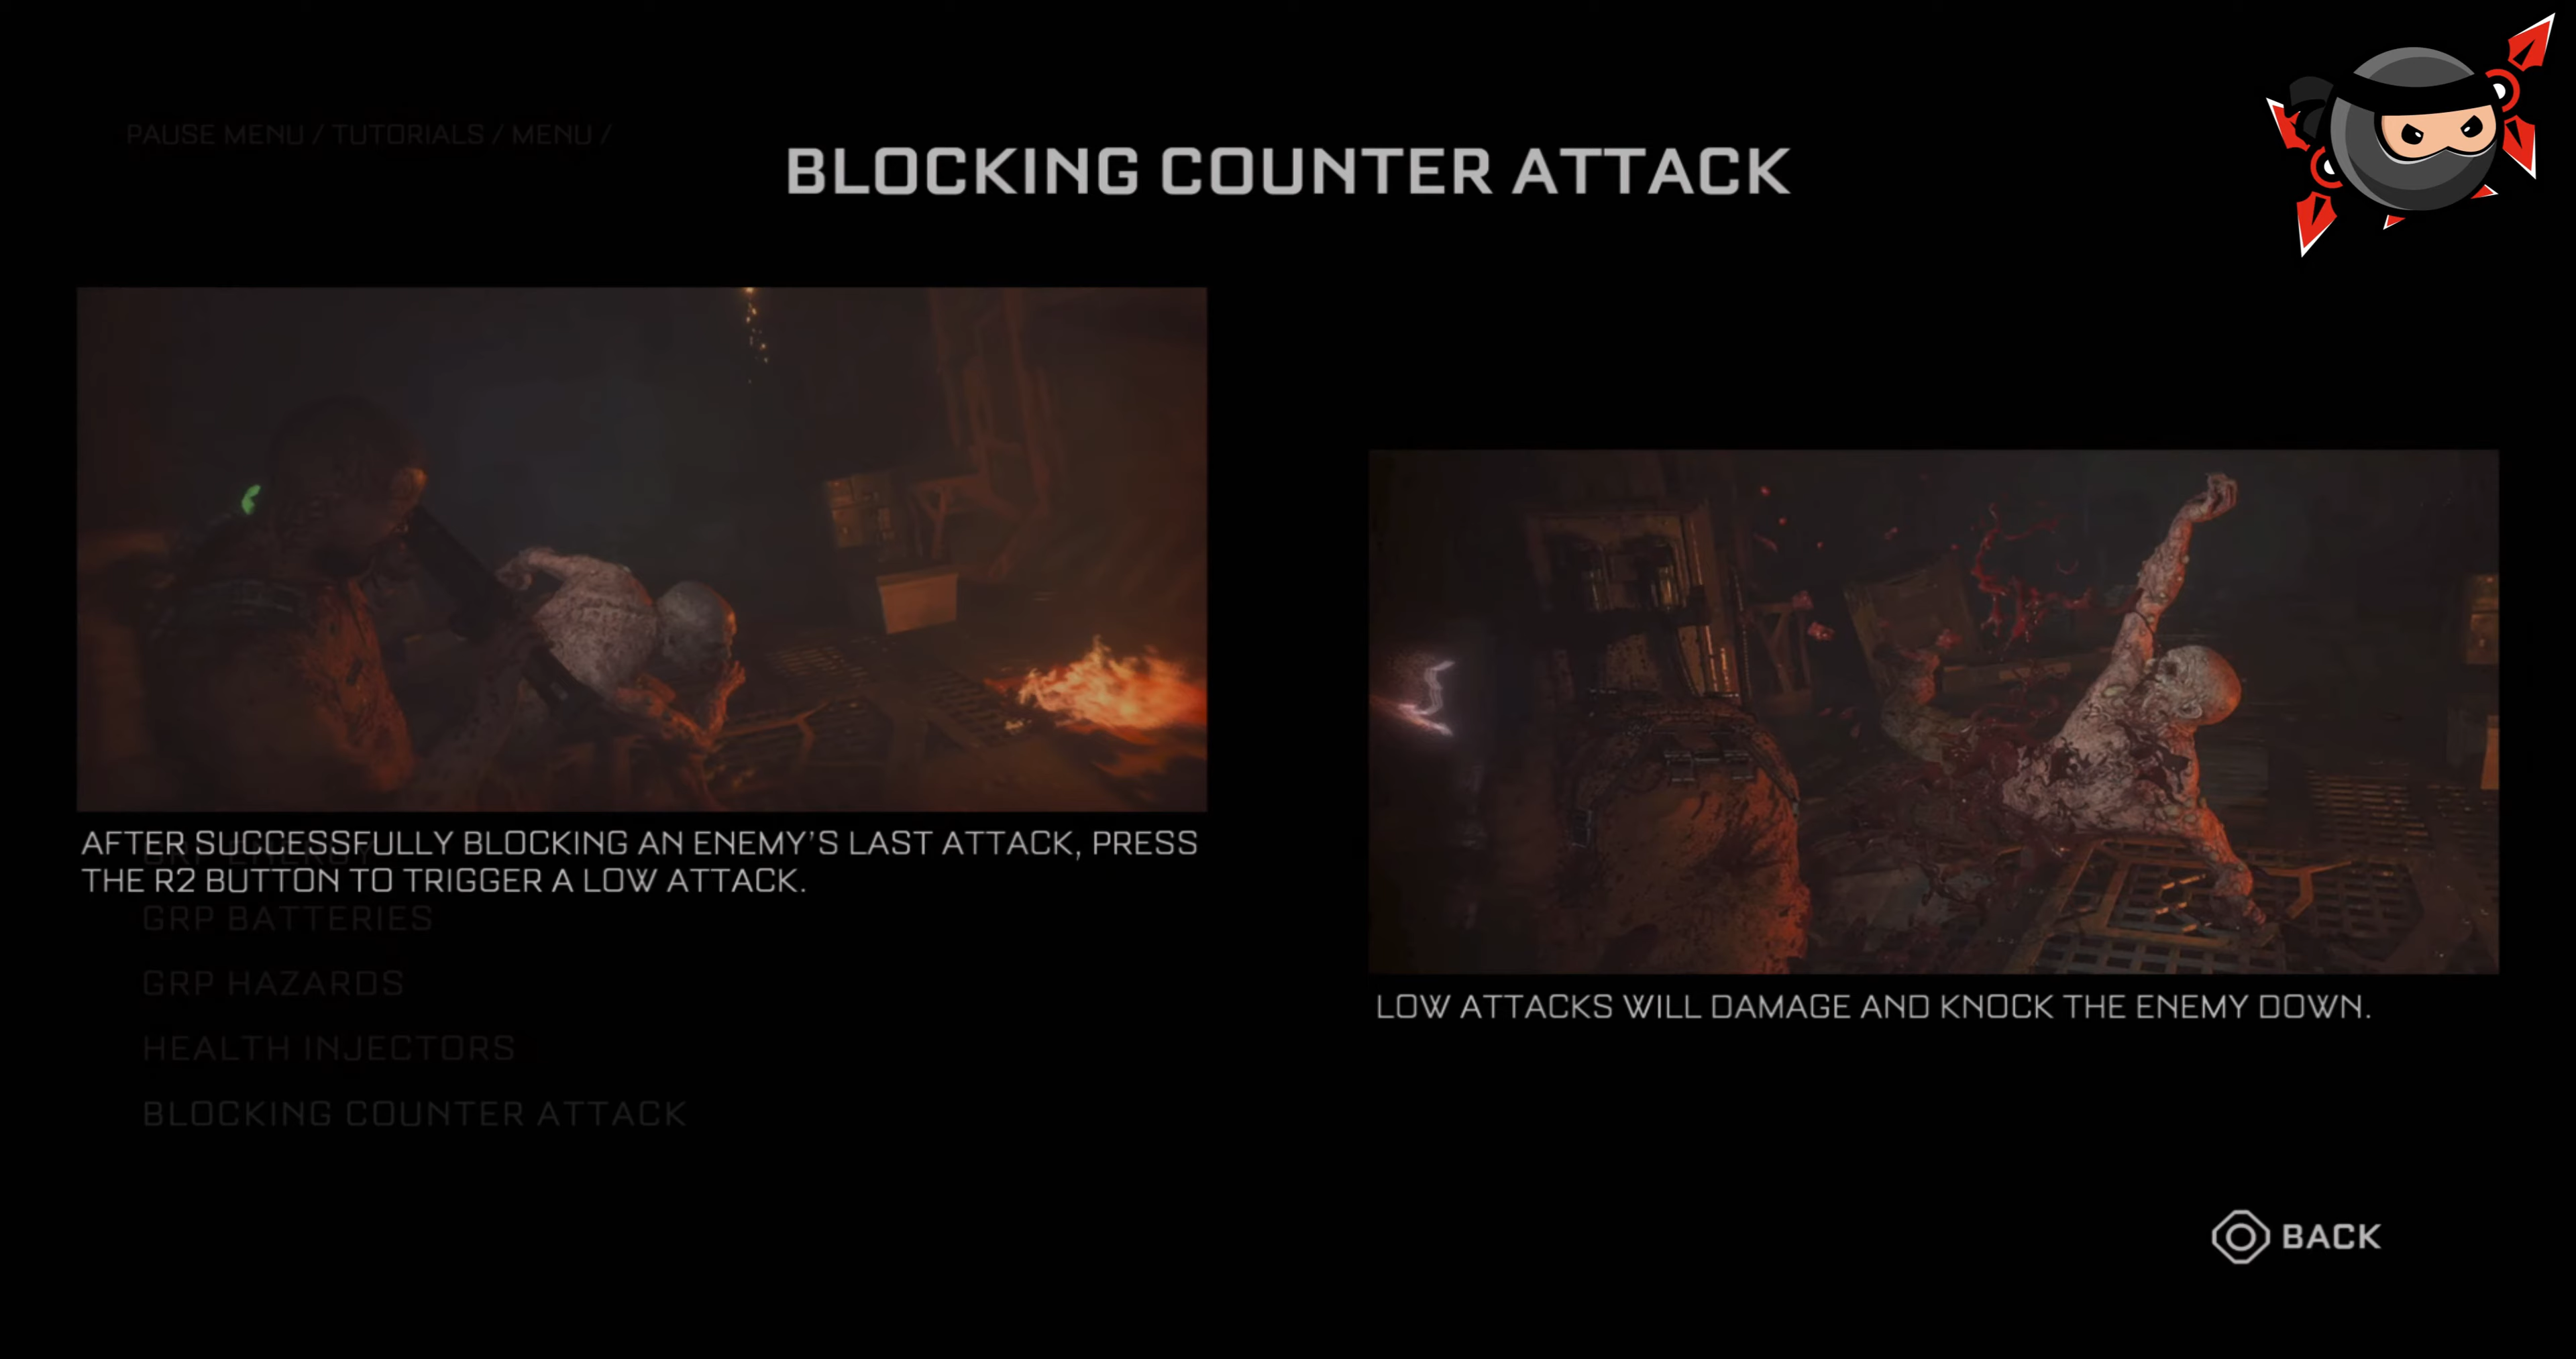 PAUSE MENU / TUTORIALS / MENU /
BLOCKING COUNTER ATTACK
AFTER SUCCESSFULLY BLOCKING AN ENEMY'S LAST ATTACK, PRESS
THE R2 BUTTON TO TRIGGER A LOW ATTACK.
GRP ENERGY
GRP BATTERIES
GRP HAZARDS
HEALTH INJECTORS
BLOCKING COUNTER ATTACK
LOW ATTACKS WILL DAMAGE AND KNOCK THE ENEMY DOWN.
BACK